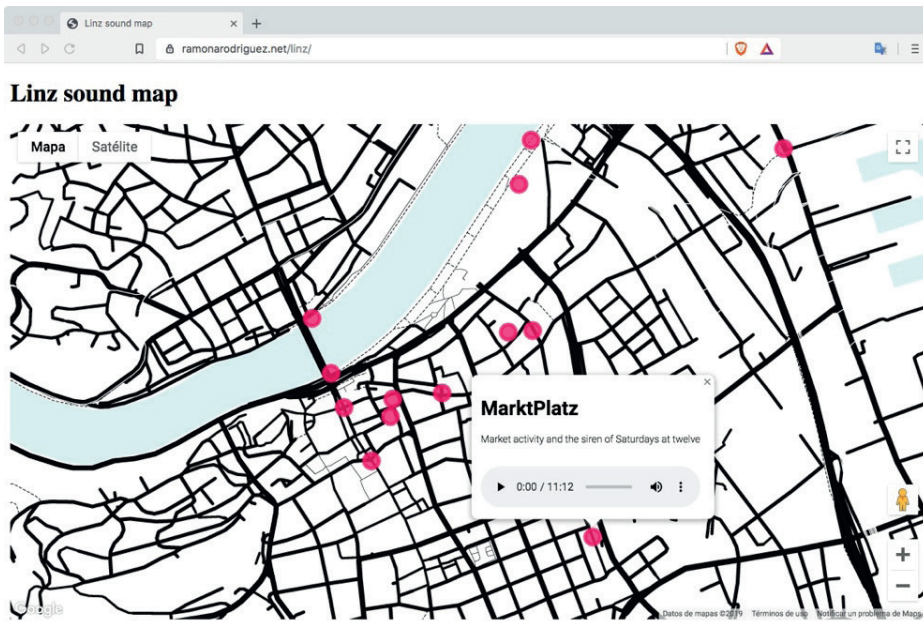 Linz sound map
ramonarodriguez.net/linz/
Linz sound map
Mapa Satélite
MarktPlatz
Market activity and the siren of Saturdays at twelve
0:00 / 11:12
Google
Datos de mapas ©2019 Términos de uso Notificar un problema de Maps